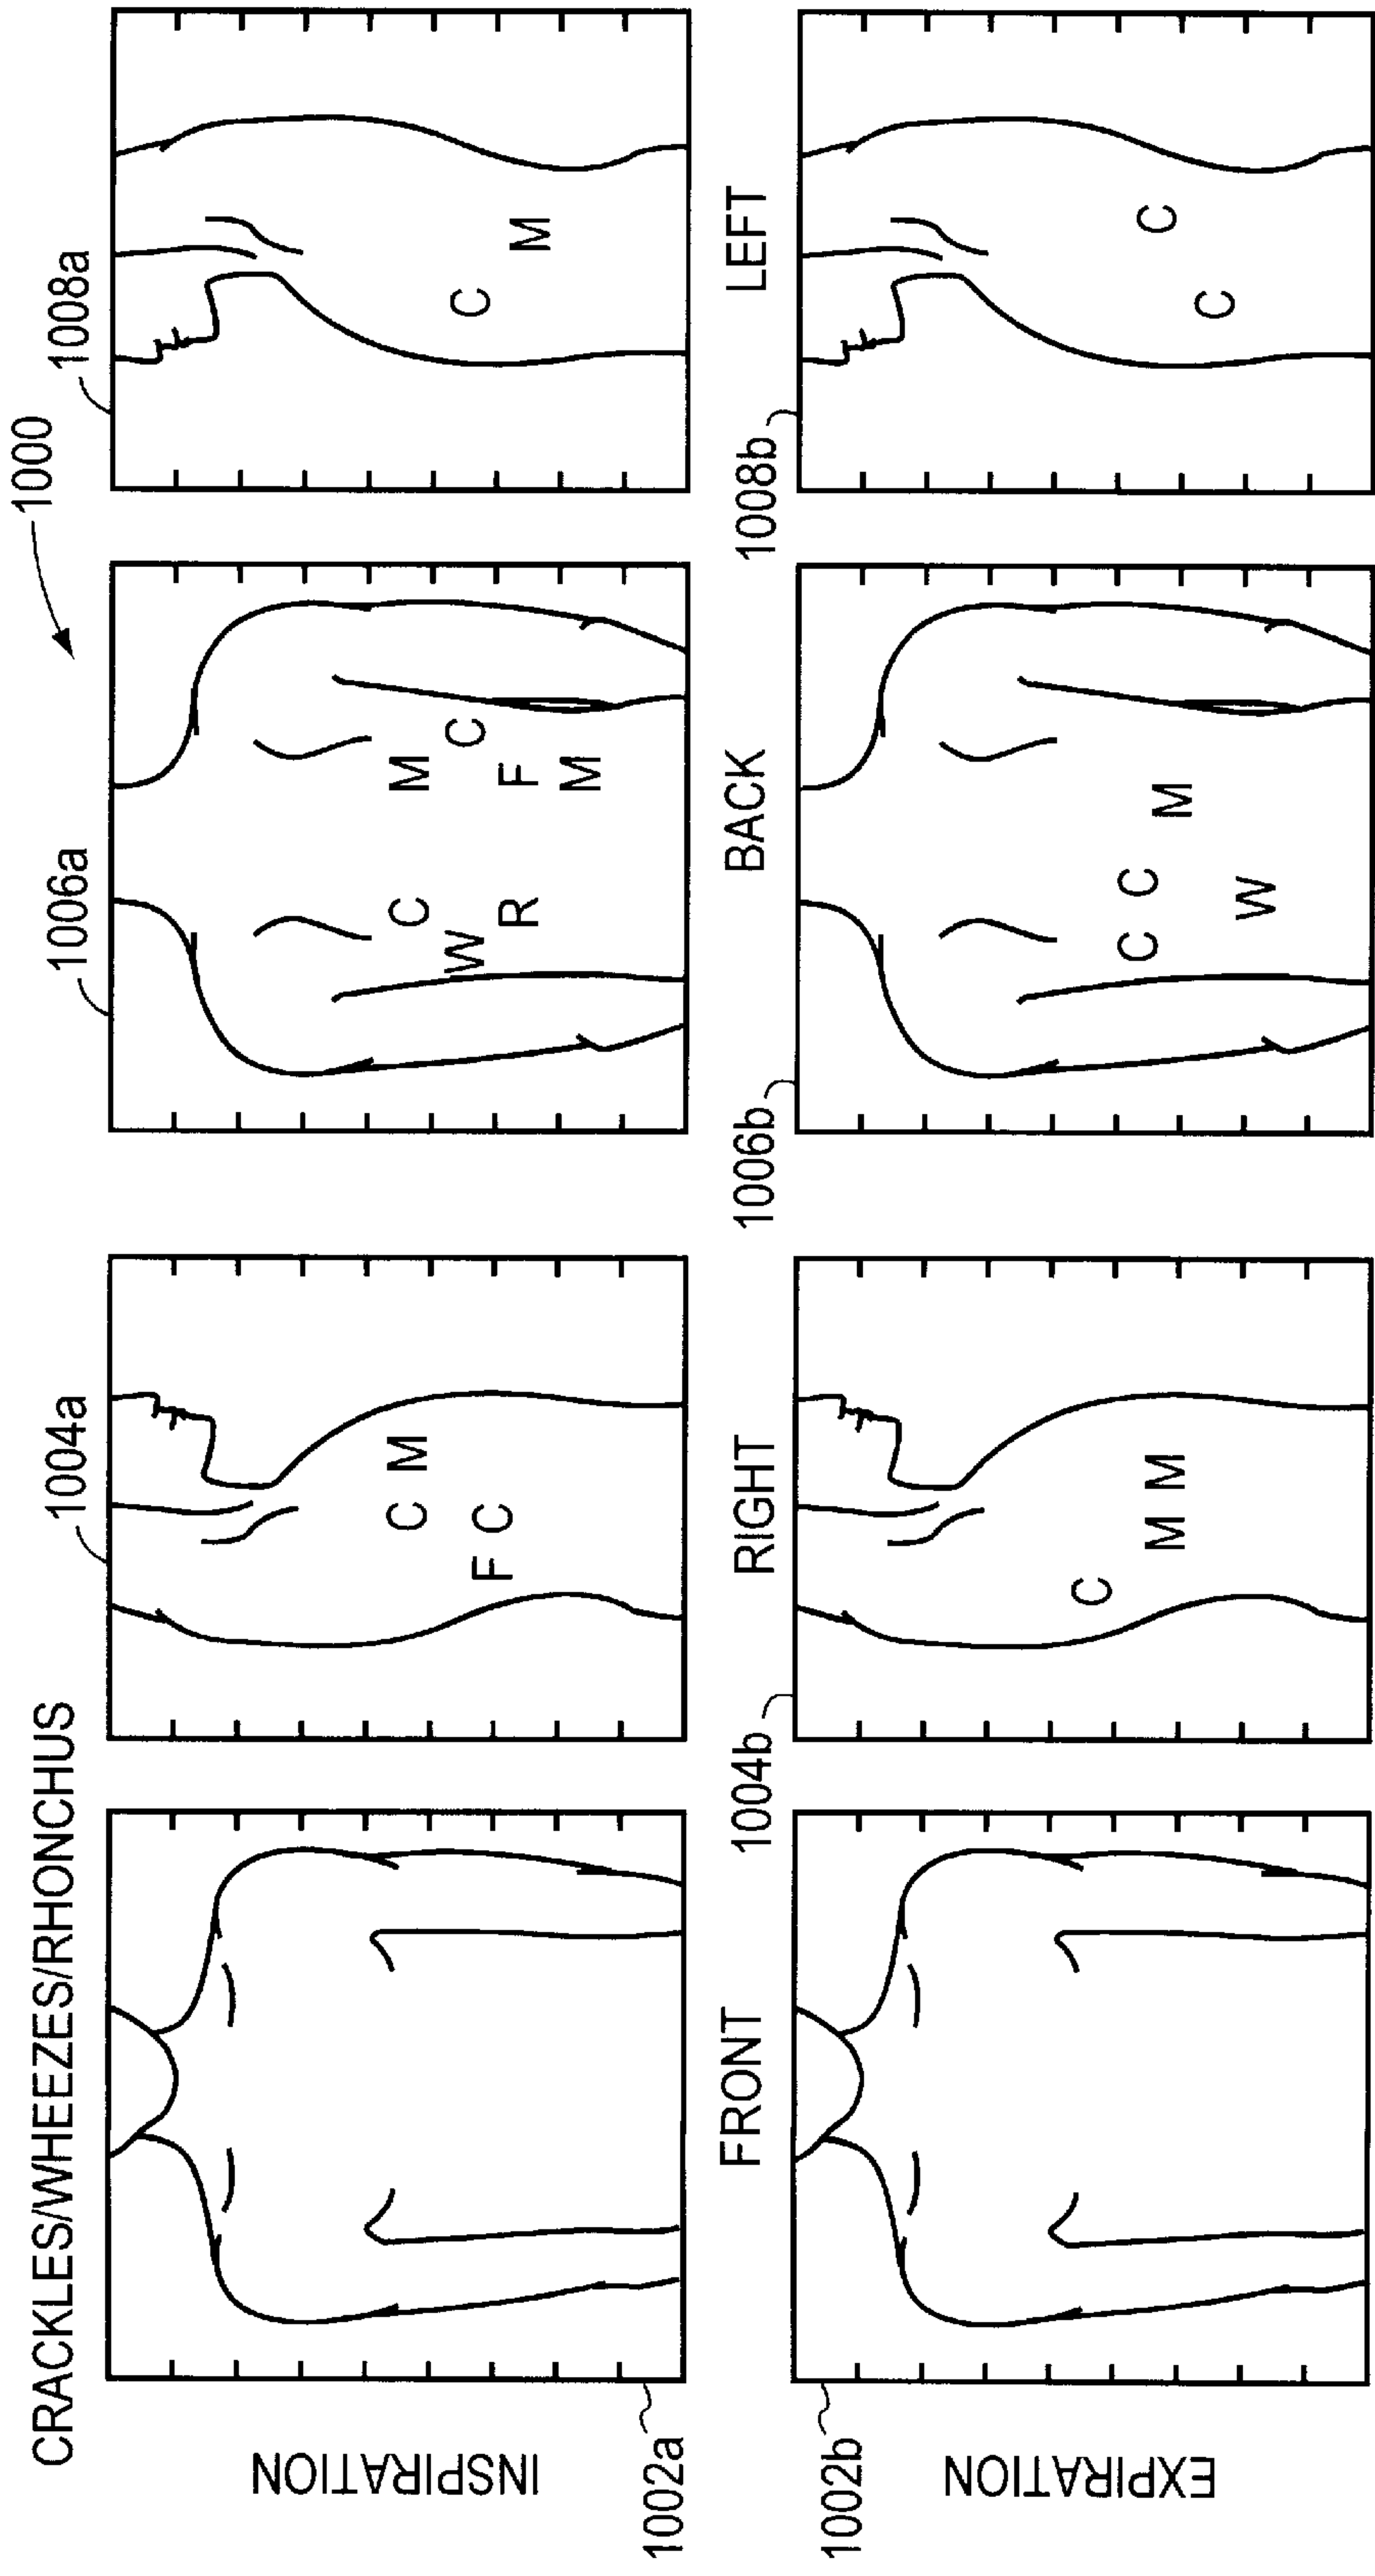 CRACKLES/WHEEZES/RHONCHUS
1000
1004a
1006a
1008a
INSPIRATION
1002a
C M
F C
C M
W C
R F
M
C
M
FRONT
RIGHT
BACK
LEFT
1002b
1004b
1006b
1008b
EXPIRATION
C
M M
C C
M
W
C
C